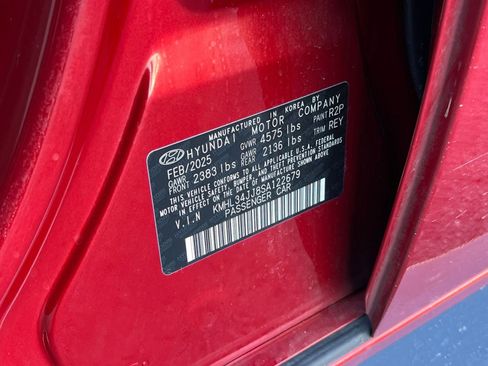 MANUFACTURED IN KOREA BY
HYUNDAI MOTOR COMPANY
FEB/2025 GVWR 4575 lbs PAINT R2P
GAWR FRONT 2383 lbs GAWR REAR 2136 lbs TRIM REY
THIS VEHICLE CONFORMS TO ALL APPLICABLE U.S.A. FEDERAL
MOTOR VEHICLE SAFETY, BUMPER, AND THEFT PREVENTION
STANDARDS IN EFFECT ON THE DATE OF MANUFACTURE SHOWN ABOVE.
V.I.N KMHL34JJ8SA122679
PASSENGER CAR